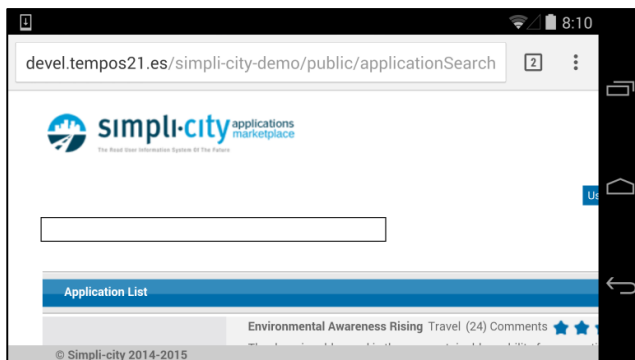 8:10
devel.tempos21.es/simpli-city-demo/public/applicationSearch
2
simpli·city applications
marketplace
The Road User Information System Of The Future
Us
Application List
Environmental Awareness Rising Travel (24) Comments
© Simpli-city 2014-2015